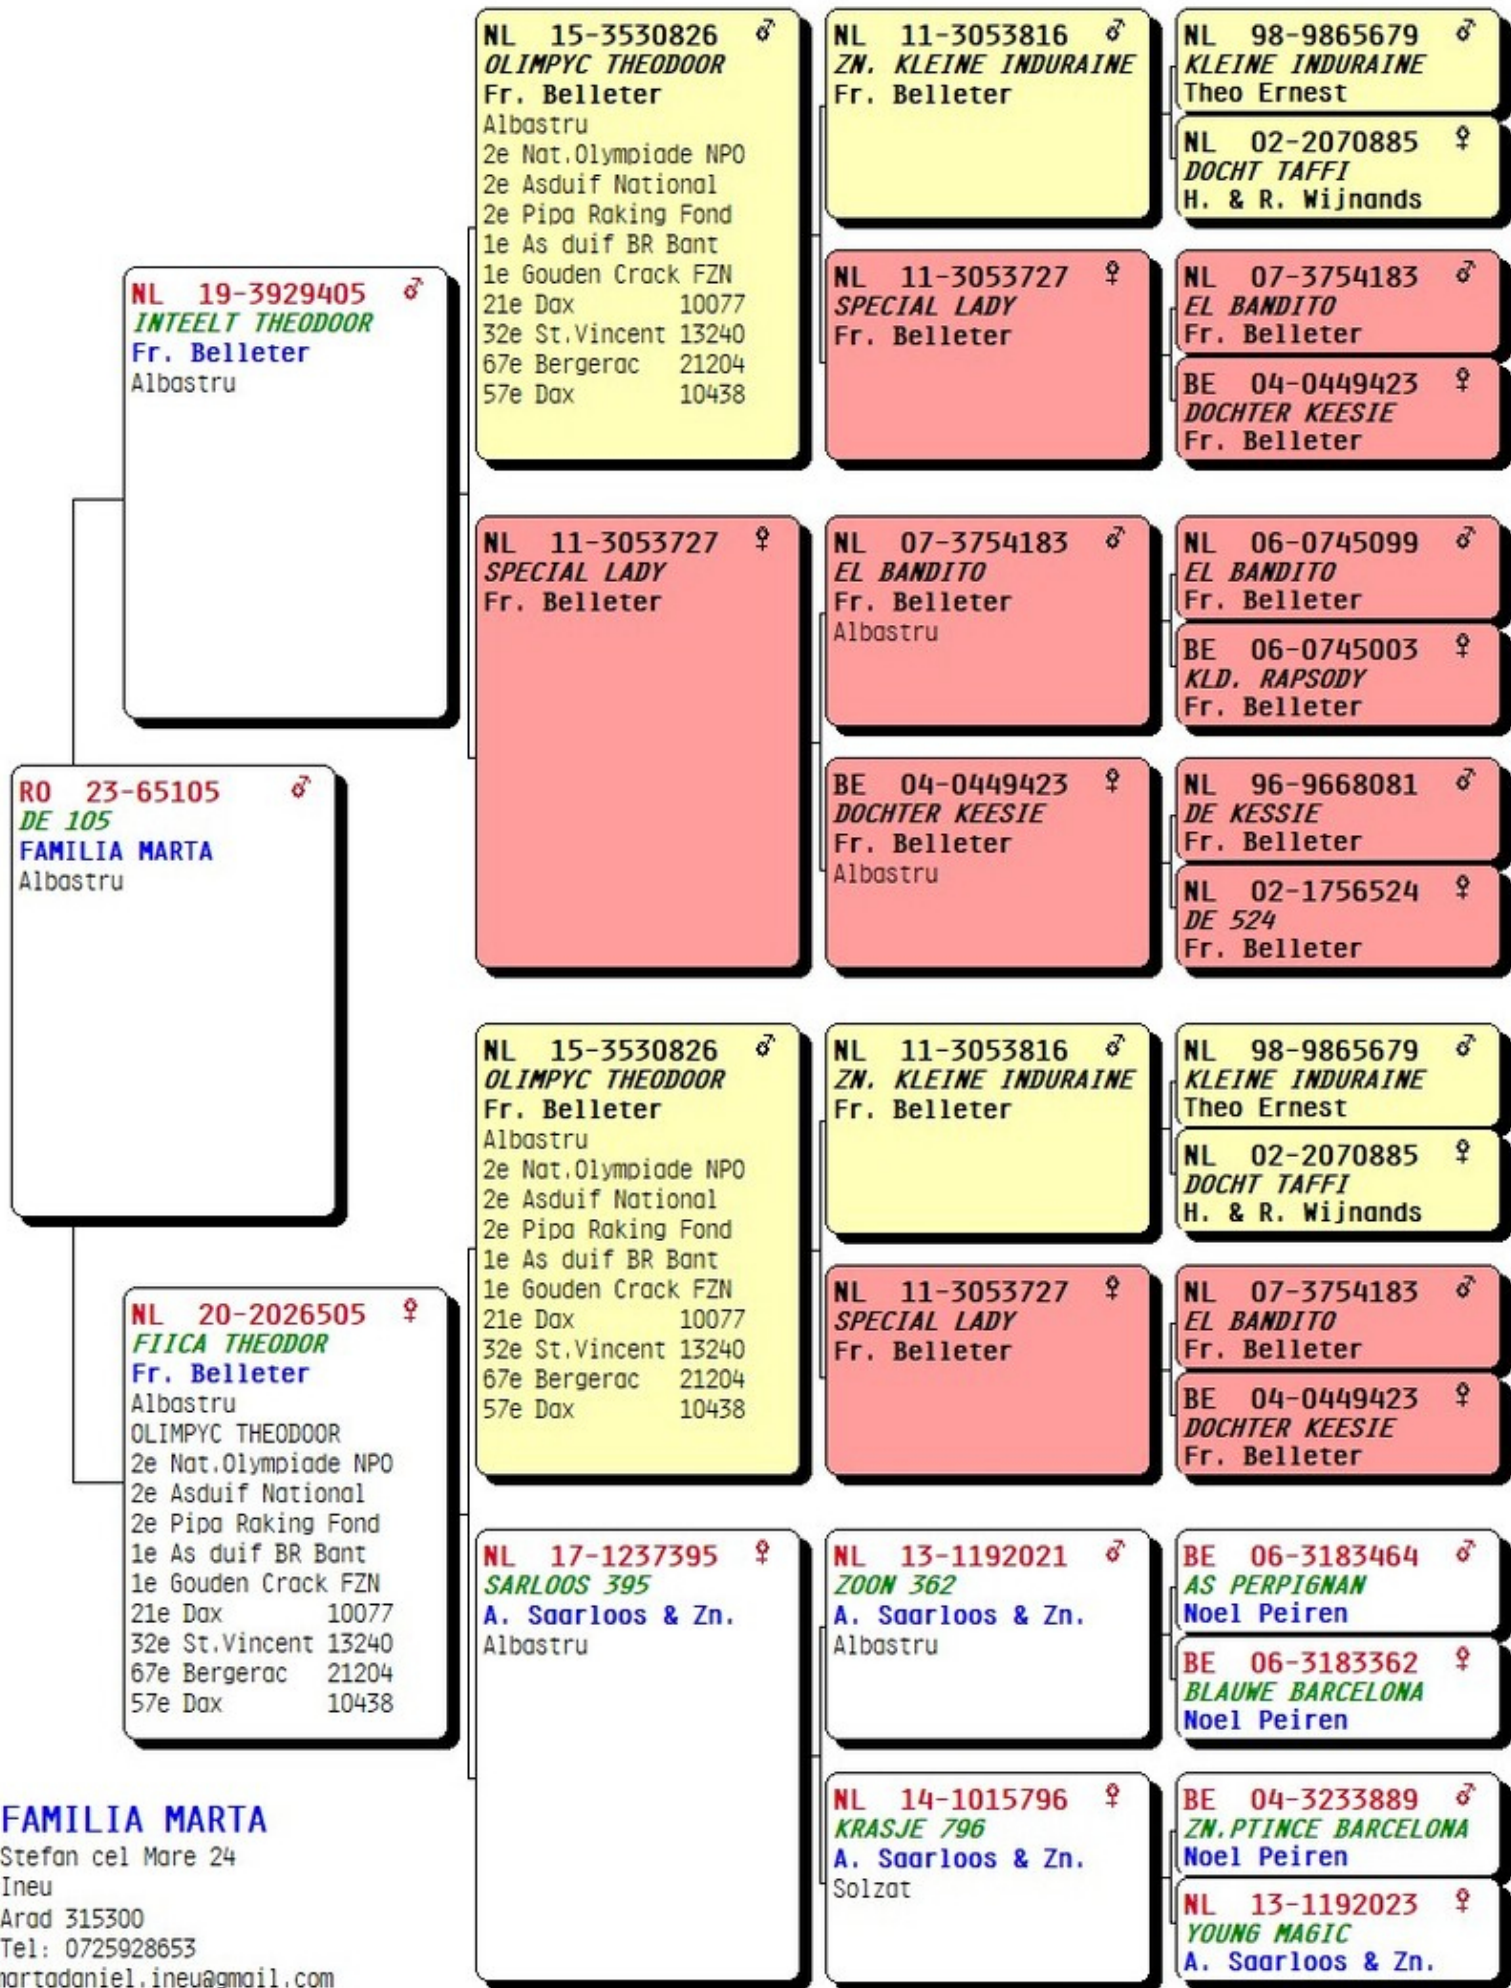 NL 15-3530826 ♂
OLIMPYC THEODOOR
Fr. Belleter
Albastru
2e Nat.Olympiade NPO
2e Asduif National
2e Pipa Raking Fond
1e As duif BR Bant
1e Gouden Crack FZN
21e Dax 10077
32e St.Vincent 13240
67e Bergerac 21204
57e Dax 10438
NL 11-3053816 ♂
ZN. KLEINE INDURAINE
Fr. Belleter
NL 98-9865679 ♂
KLEINE INDURAINE
Theo Ernest
NL 02-2070885 ♀
DOCHT TAFFI
H. & R. Wijnands
NL 11-3053727 ♀
SPECIAL LADY
Fr. Belleter
NL 07-3754183 ♂
EL BANDITO
Fr. Belleter
BE 04-0449423 ♀
DOCHTER KEESIE
Fr. Belleter
NL 19-3929405 ♂
INTEELT THEODOOR
Fr. Belleter
Albastru
NL 11-3053727 ♀
SPECIAL LADY
Fr. Belleter
NL 07-3754183 ♂
EL BANDITO
Fr. Belleter
Albastru
NL 06-0745099 ♂
EL BANDITO
Fr. Belleter
BE 06-0745003 ♀
KLD. RAPSODY
Fr. Belleter
BE 04-0449423 ♀
DOCHTER KEESIE
Fr. Belleter
Albastru
NL 96-9668081 ♂
DE KESSIE
Fr. Belleter
NL 02-1756524 ♀
DE 524
Fr. Belleter
RO 23-65105 ♂
DE 105
FAMILIA MARTA
Albastru
NL 15-3530826 ♂
OLIMPYC THEODOOR
Fr. Belleter
Albastru
2e Nat.Olympiade NPO
2e Asduif National
2e Pipa Raking Fond
1e As duif BR Bant
1e Gouden Crack FZN
21e Dax 10077
32e St.Vincent 13240
67e Bergerac 21204
57e Dax 10438
NL 11-3053816 ♂
ZN. KLEINE INDURAINE
Fr. Belleter
NL 98-9865679 ♂
KLEINE INDURAINE
Theo Ernest
NL 02-2070885 ♀
DOCHT TAFFI
H. & R. Wijnands
NL 11-3053727 ♀
SPECIAL LADY
Fr. Belleter
NL 07-3754183 ♂
EL BANDITO
Fr. Belleter
BE 04-0449423 ♀
DOCHTER KEESIE
Fr. Belleter
NL 20-2026505 ♀
FIICA THEODOR
Fr. Belleter
Albastru
OLIMPYC THEODOOR
2e Nat.Olympiade NPO
2e Asduif National
2e Pipa Raking Fond
1e As duif BR Bant
1e Gouden Crack FZN
21e Dax 10077
32e St.Vincent 13240
67e Bergerac 21204
57e Dax 10438
NL 17-1237395 ♀
SARLOOS 395
A. Saarloos & Zn.
Albastru
NL 13-1192021 ♂
ZOON 362
A. Saarloos & Zn.
Albastru
BE 06-3183464 ♂
AS PERPIGNAN
Noel Peiren
BE 06-3183362 ♀
BLAUWE BARCELONA
Noel Peiren
NL 14-1015796 ♀
KRASJE 796
A. Saarloos & Zn.
Solzat
BE 04-3233889 ♂
ZN.PTINCE BARCELONA
Noel Peiren
NL 13-1192023 ♀
YOUNG MAGIC
A. Saarloos & Zn.
FAMILIA MARTA
Stefan cel Mare 24
Ineu
Arad 315300
Tel: 0725928653
martadaniel.ineu@gmail.com